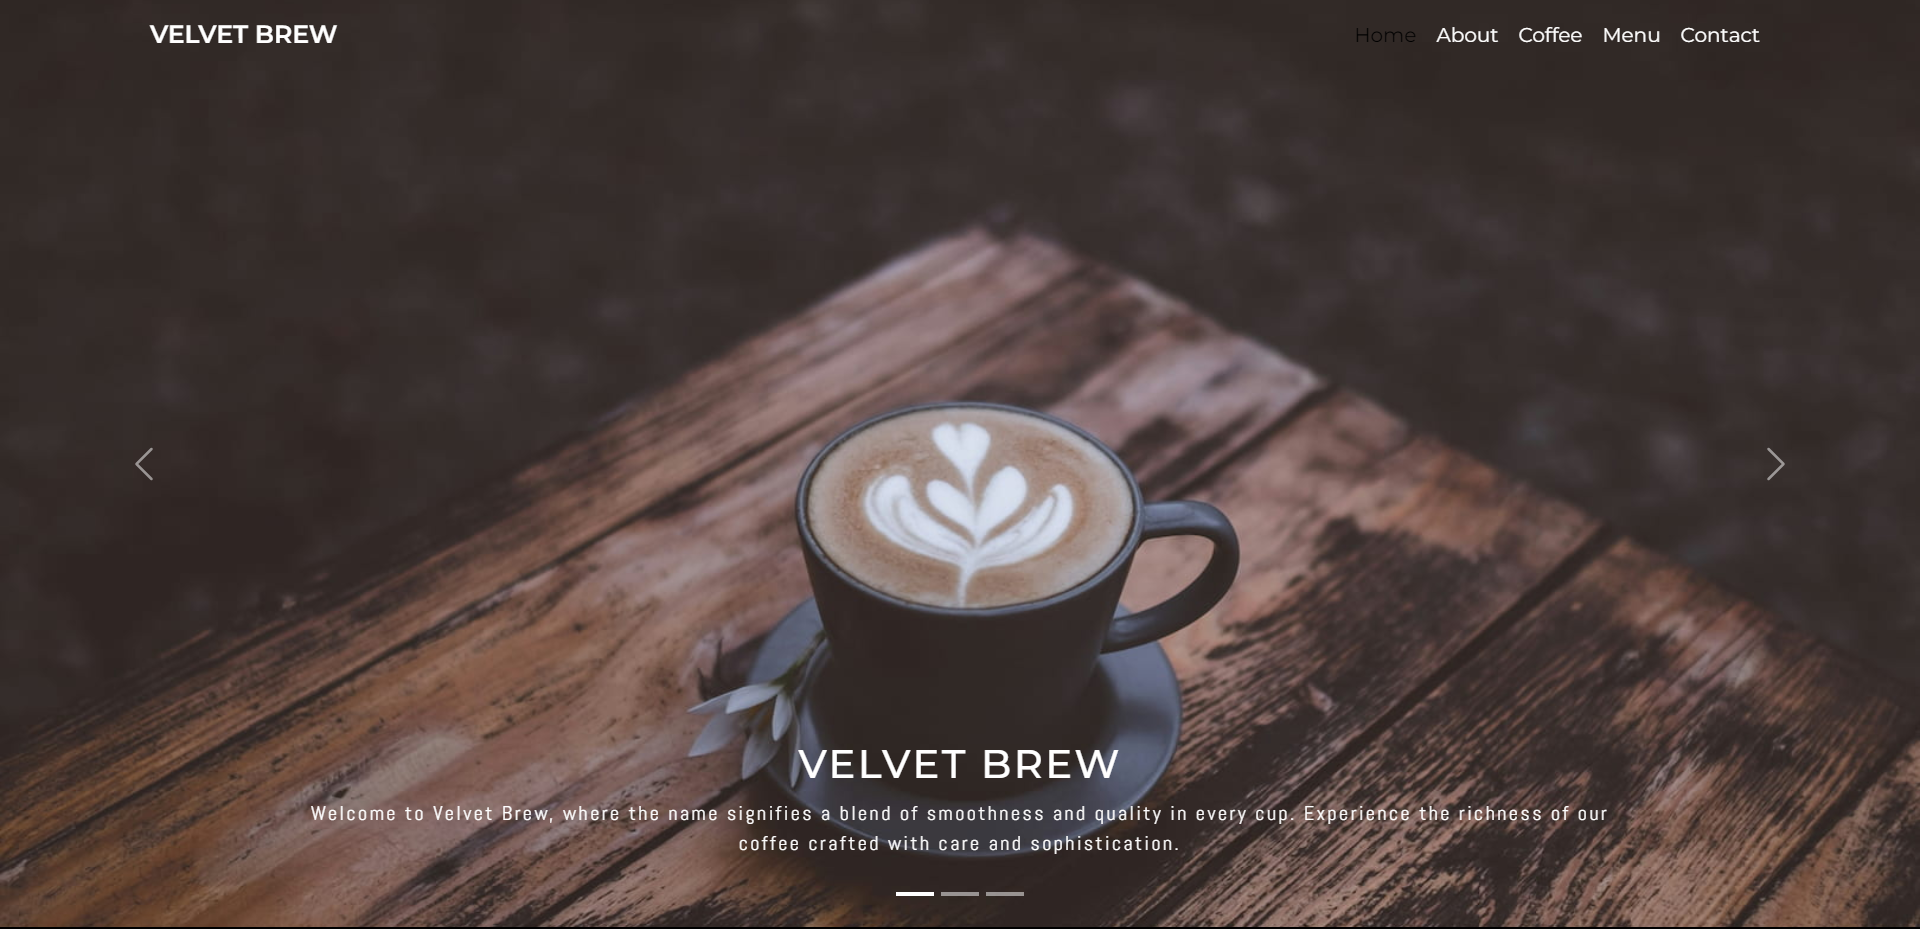 VELVET BREW
Home About Coffee Menu Contact
VELVET BREW
Welcome to Velvet Brew, where the name signifies a blend of smoothness and quality in every cup. Experience the richness of our
coffee crafted with care and sophistication.